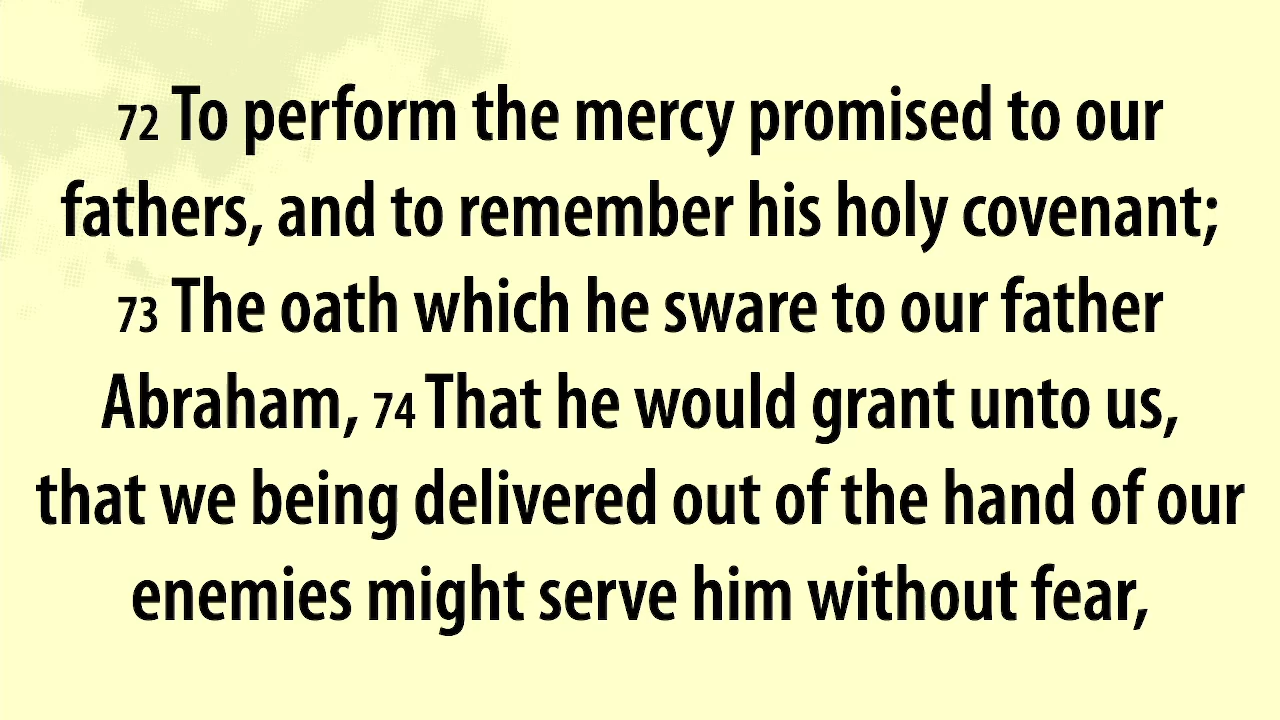 72 To perform the mercy promised to our
fathers, and to remember his holy covenant;
73 The oath which he sware to our father
Abraham, 74 That he would grant unto us,
that we being delivered out of the hand of our
enemies might serve him without fear,